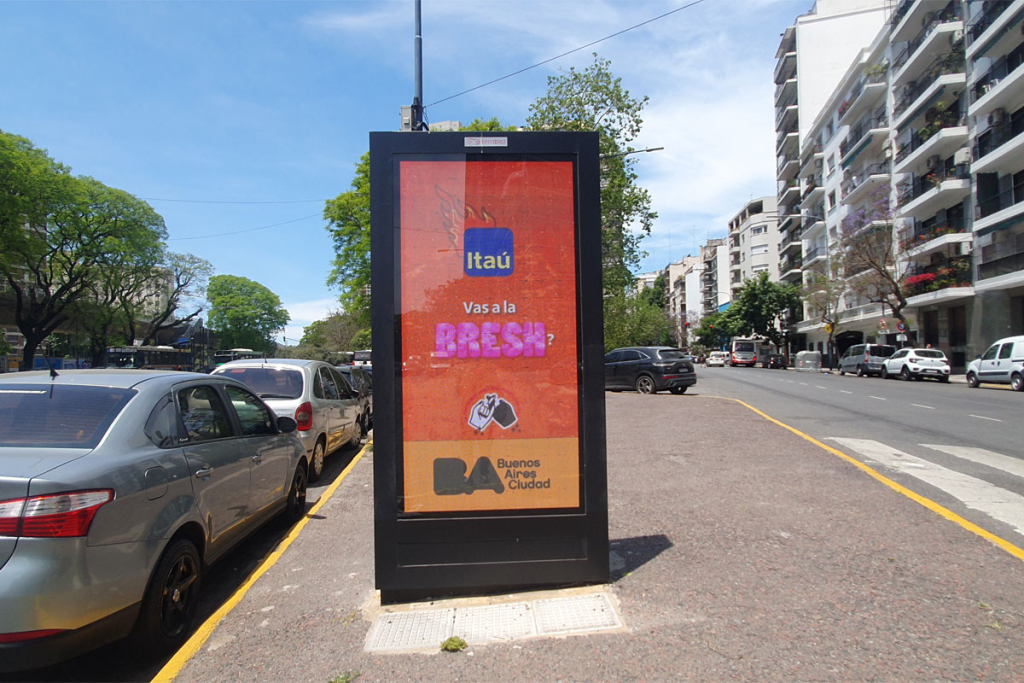 Itaú
Vas a la
BRESH?
BA
Buenos
Aires
Ciudad